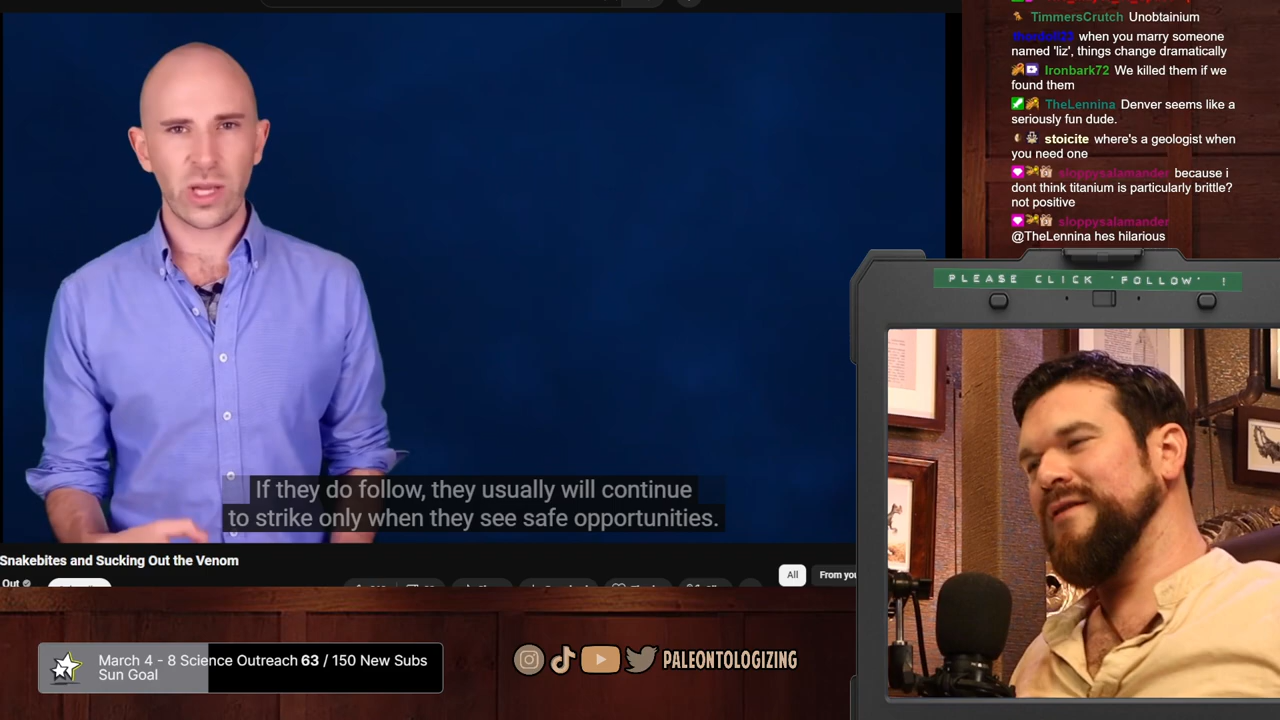 TimmersCrutch Unobtainium
thordoll23 when you marry someone
named 'liz', things change dramatically
Ironbark72 We killed them if we
found them
TheLennina Denver seems like a
seriously fun dude.
stoicite where's a geologist when
you need one
sloppysalamander because i
dont think titanium is particularly brittle?
not positive
sloppysalamander
@TheLennina hes hilarious
PLEASE CLICK 'FOLLOW' !
If they do follow, they usually will continue
to strike only when they see safe opportunities.
Snakebites and Sucking Out the Venom
Out
All
From you
March 4 - 8 Science Outreach 63 / 150 New Subs
Sun Goal
PALEONTOLOGIZING